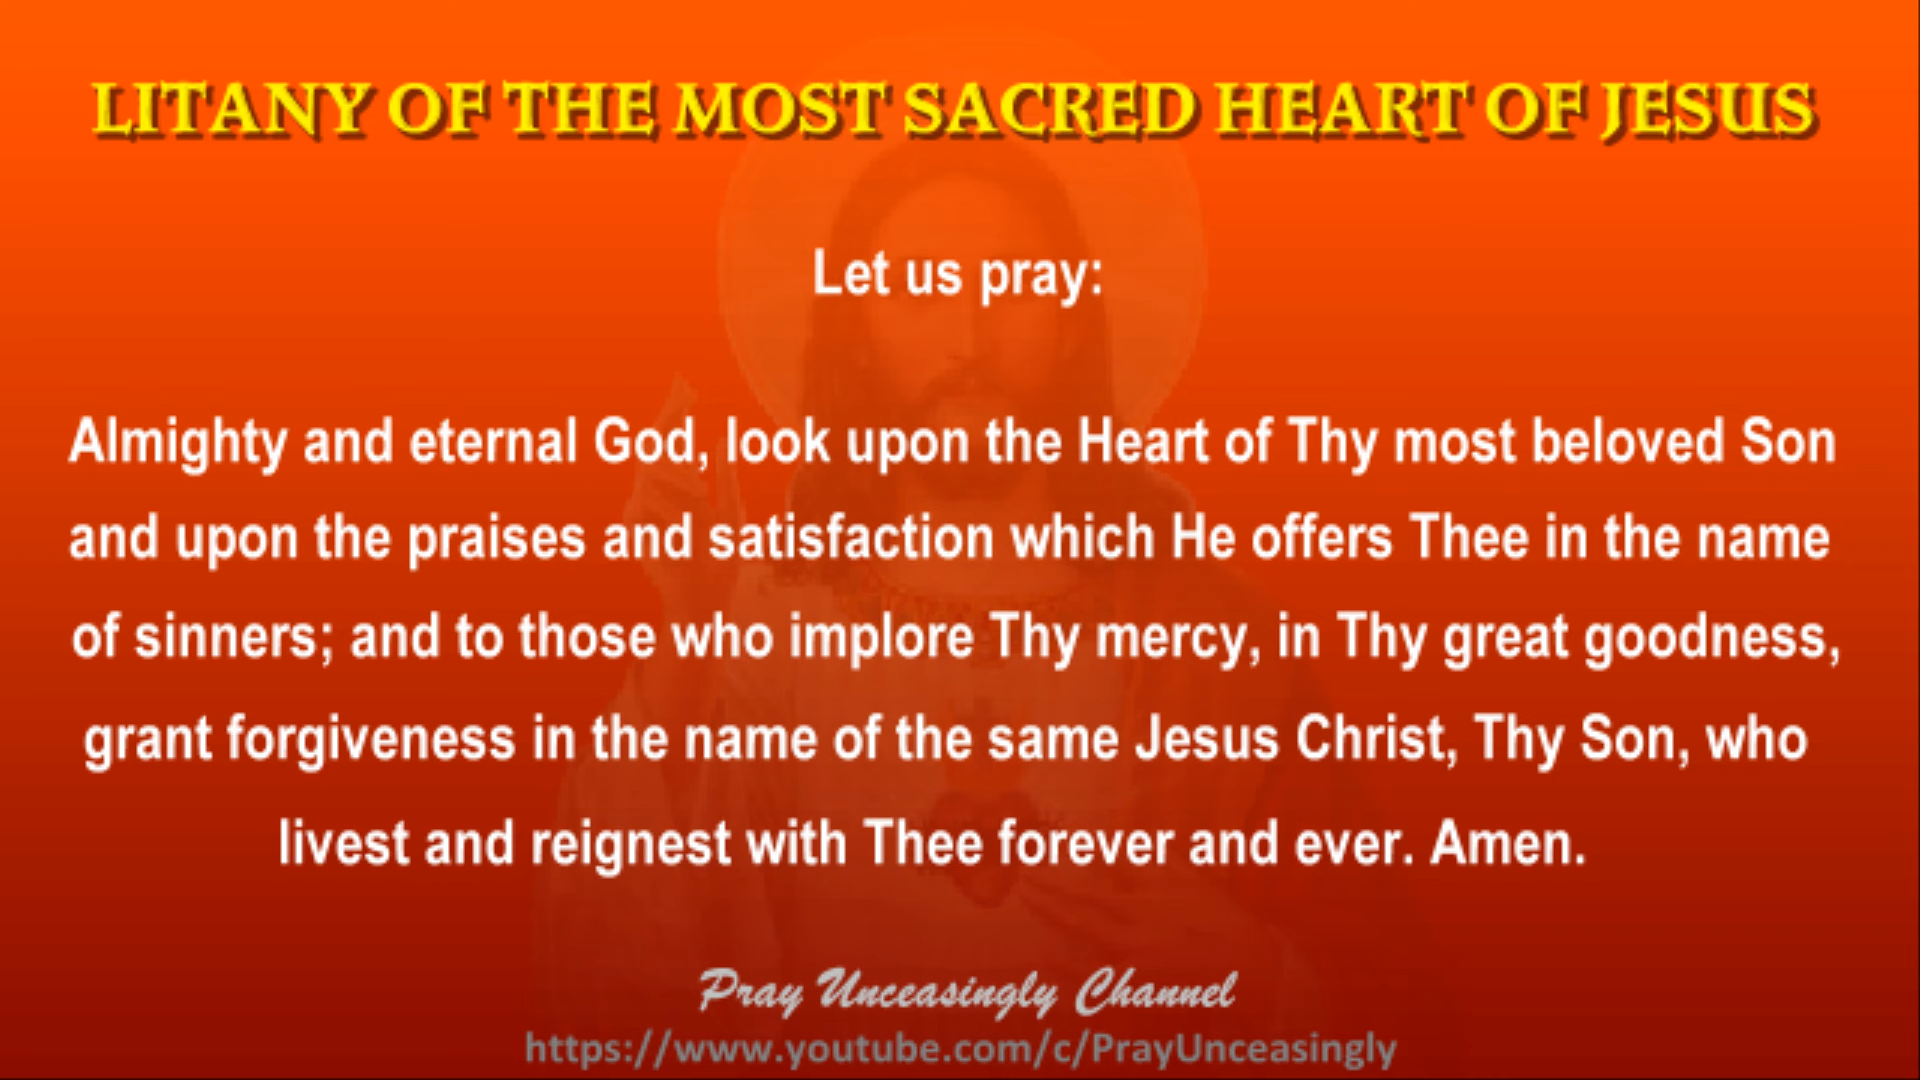 LITANY OF THE MOST SACRED HEART OF JESUS
Let us pray:
Almighty and eternal God, look upon the Heart of Thy most beloved Son
and upon the praises and satisfaction which He offers Thee in the name
of sinners; and to those who implore Thy mercy, in Thy great goodness,
grant forgiveness in the name of the same Jesus Christ, Thy Son, who
livest and reignest with Thee forever and ever. Amen.
Pray Unceasingly Channel
https://www.youtube.com/c/PrayUnceasingly